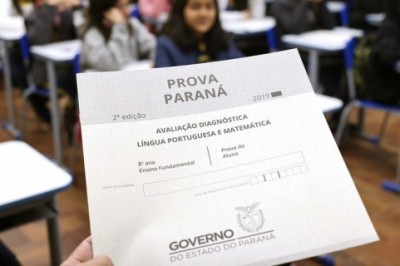 PROVA
PARANÁ
2ª edição
2019
AVALIAÇÃO DIAGNÓSTICA
LÍNGUA PORTUGUESA E MATEMÁTICA
8º ano
Ensino Fundamental
Prova do
Aluno
GOVERNO
DO ESTADO DO PARANÁ